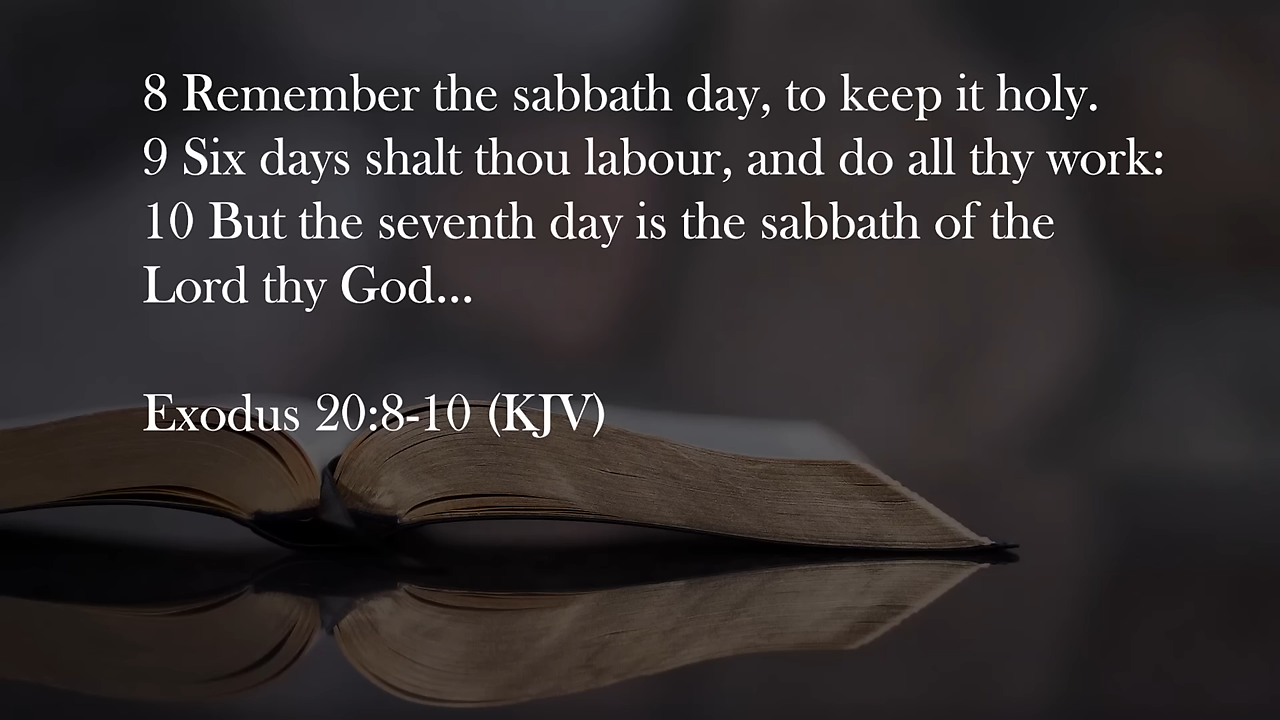 8 Remember the sabbath day, to keep it holy.
9 Six days shalt thou labour, and do all thy work:
10 But the seventh day is the sabbath of the
Lord thy God...
Exodus 20:8-10 (KJV)